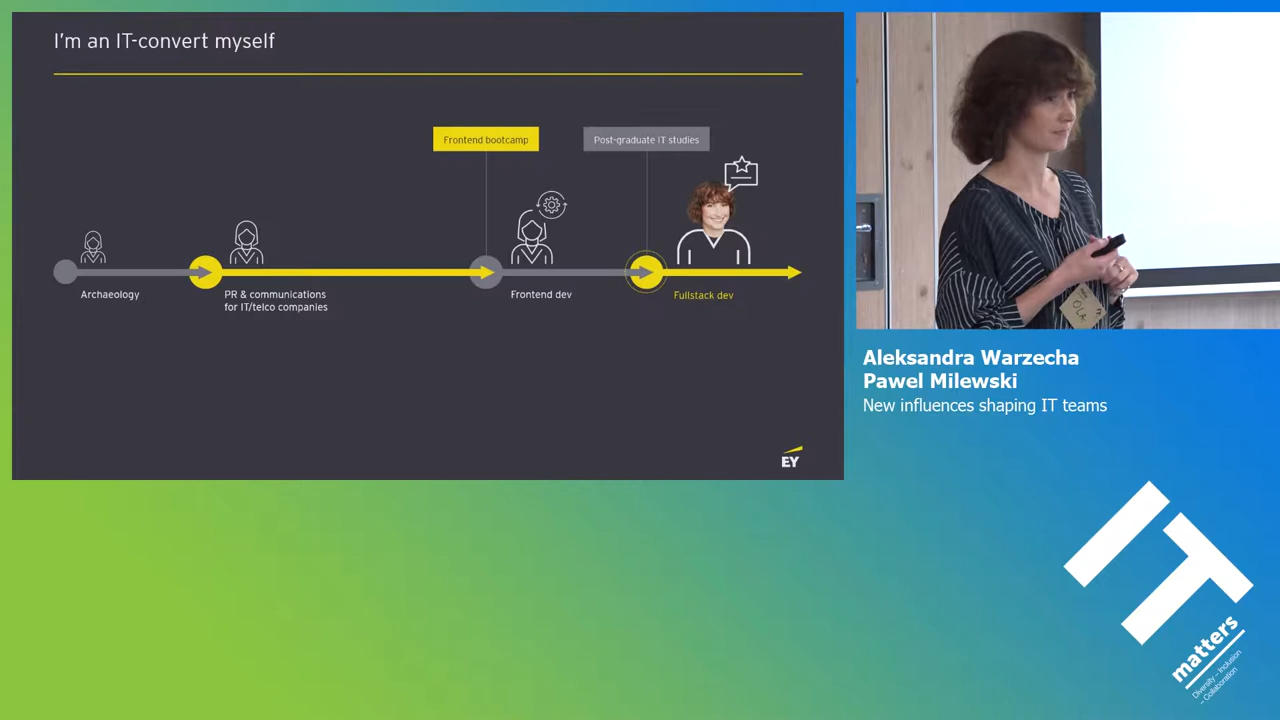 I'm an IT-convert myself
Frontend bootcamp
Post-graduate IT studies
Archaeology
PR & communications
for IT/telco companies
Frontend dev
Fullstack dev
EY
OLA
Aleksandra Warzecha
Pawel Milewski
New influences shaping IT teams
IT
matters
Diversity – Inclusion
– Collaboration